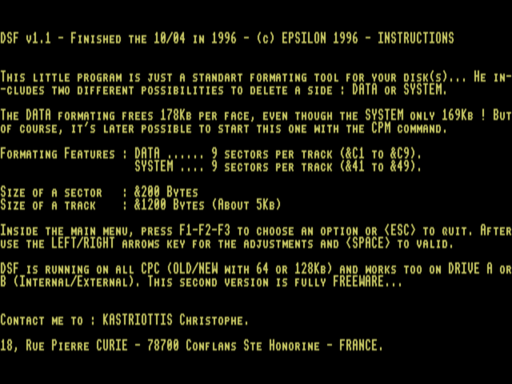 DSF v1.1 - Finished the 10/04 in 1996 - (c) EPSILON 1996 - INSTRUCTIONS
This little program is just a standart formating tool for your disk(s)... He in-
-cludes two different possibilities to delete a side : DATA or SYSTEM.
The DATA formating frees 178Kb per face, even though the SYSTEM only 169Kb ! But
of course, it's later possible to start this one with the CPM command.
Formating Features : DATA ...... 9 sectors per track (&C1 to &C9).
SYSTEM .... 9 sectors per track (&41 to &49).
Size of a sector : &200 Bytes
Size of a track : &1200 Bytes (About 5Kb)
Inside the main menu, press F1-F2-F3 to choose an option or <ESC> to quit. After
use the LEFT/RIGHT arrows key for the adjustments and <SPACE> to valid.
DSF is running on all CPC (OLD/NEW with 64 or 128Kb) and works too on DRIVE A or
B (Internal/External). This second version is fully FREEWARE...
Contact me to : KASTRIOTTIS Christophe.
18, Rue Pierre CURIE - 78700 Conflans Ste Honorine - FRANCE.